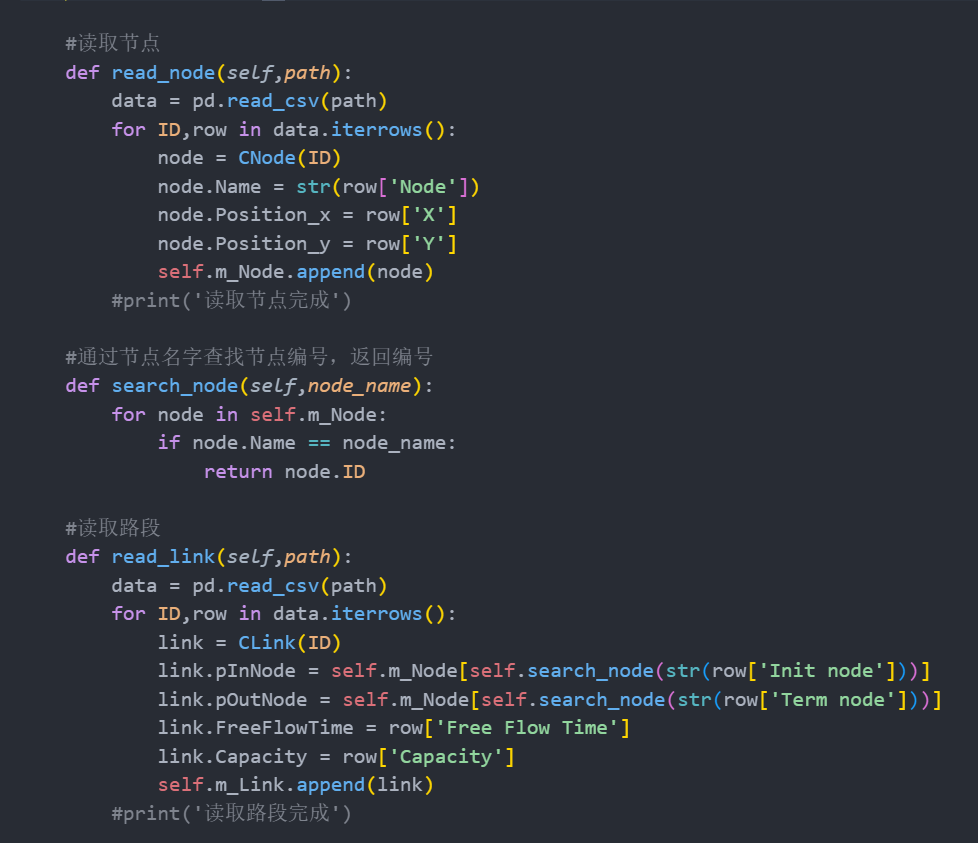 #读取节点
def read_node(self,path):
data = pd.read_csv(path)
for ID,row in data.iterrows():
node = CNode(ID)
node.Name = str(row['Node'])
node.Position_x = row['X']
node.Position_y = row['Y']
self.m_Node.append(node)
#print('读取节点完成')
#通过节点名字查找节点编号，返回编号
def search_node(self,node_name):
for node in self.m_Node:
if node.Name == node_name:
return node.ID
#读取路段
def read_link(self,path):
data = pd.read_csv(path)
for ID,row in data.iterrows():
link = CLink(ID)
link.pInNode = self.m_Node[self.search_node(str(row['Init node']))]
link.pOutNode = self.m_Node[self.search_node(str(row['Term node']))]
link.FreeFlowTime = row['Free Flow Time']
link.Capacity = row['Capacity']
self.m_Link.append(link)
#print('读取路段完成')